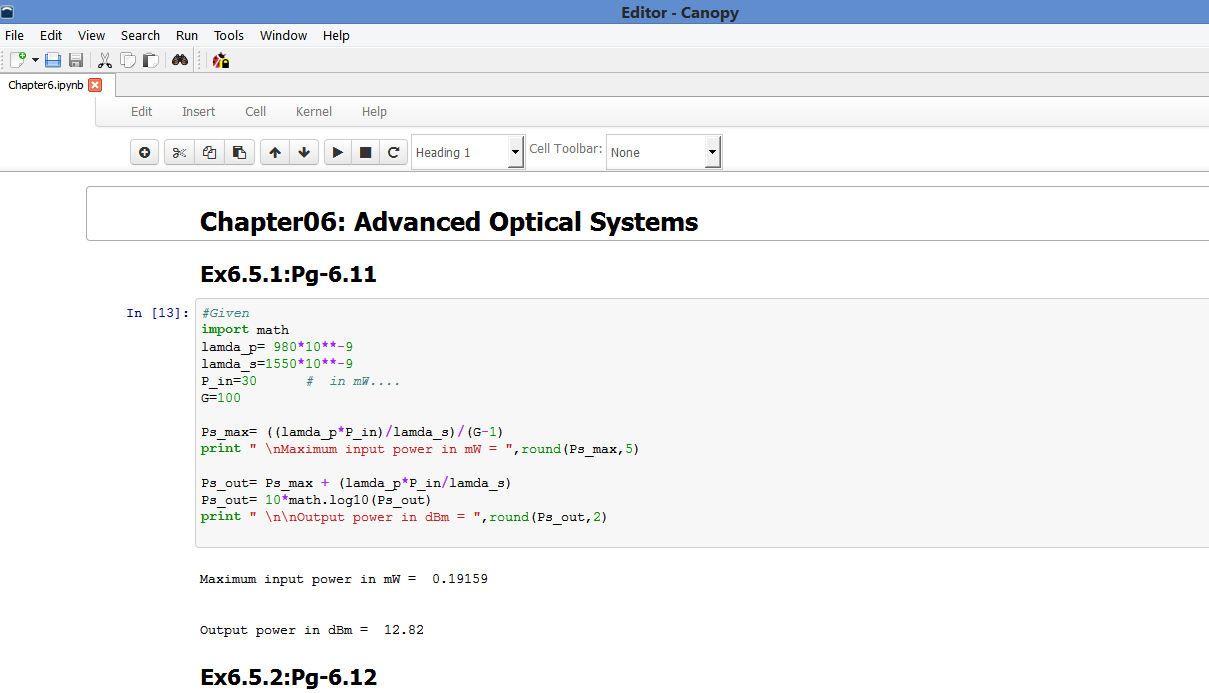 Editor - Canopy
File Edit View Search Run Tools Window Help
Chapter6.ipynb
Edit Insert Cell Kernel Help
Heading 1 Cell Toolbar: None
Chapter06: Advanced Optical Systems
Ex6.5.1:Pg-6.11
In [13]: #Given
import math
lamda_p= 980*10**-9
lamda_s=1550*10**-9
P_in=30      #  in mW....
G=100
Ps_max= ((lamda_p*P_in)/lamda_s)/(G-1)
print " \nMaximum input power in mW = ",round(Ps_max,5)
Ps_out= Ps_max + (lamda_p*P_in/lamda_s)
Ps_out= 10*math.log10(Ps_out)
print " \n\nOutput power in dBm = ",round(Ps_out,2)
Maximum input power in mW =  0.19159
Output power in dBm =  12.82
Ex6.5.2:Pg-6.12